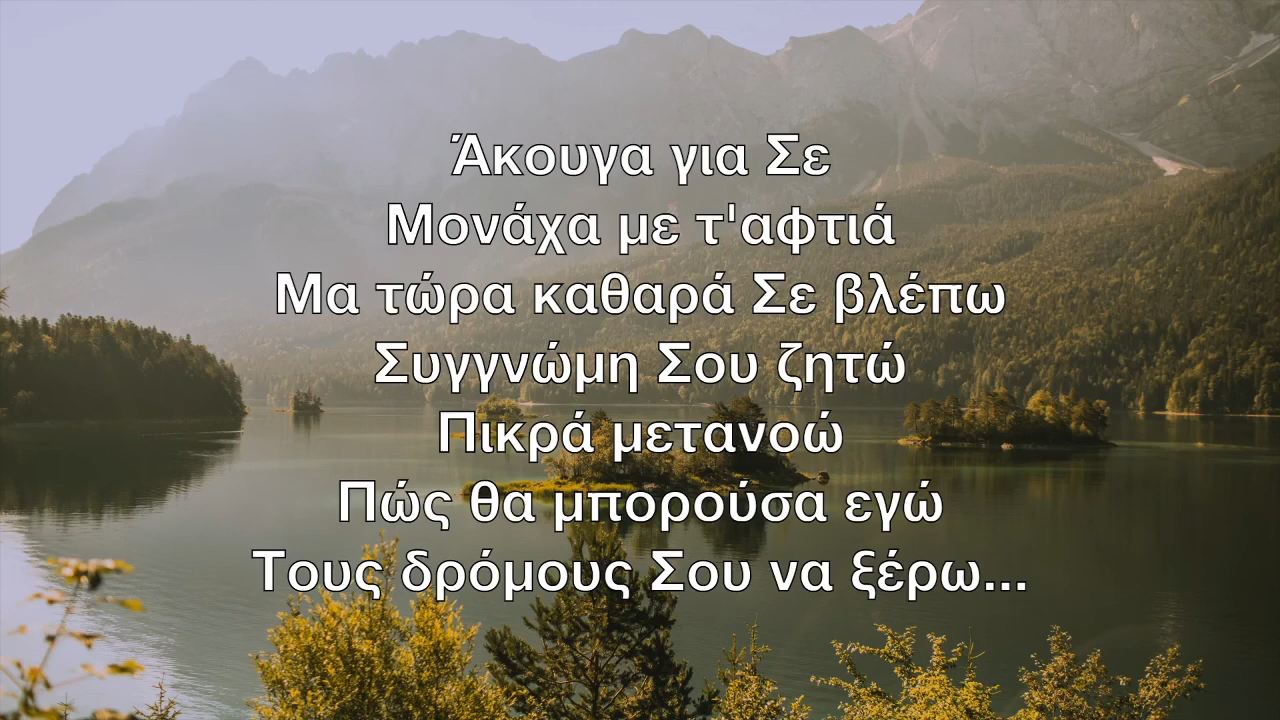 Άκουγα για Σε
Μονάχα με τ'αφτιά
Μα τώρα καθαρά Σε βλέπω
Συγγνώμη Σου ζητώ
Πικρά μετανοώ
Πώς θα μπορούσα εγώ
Τους δρόμους Σου να ξέρω...